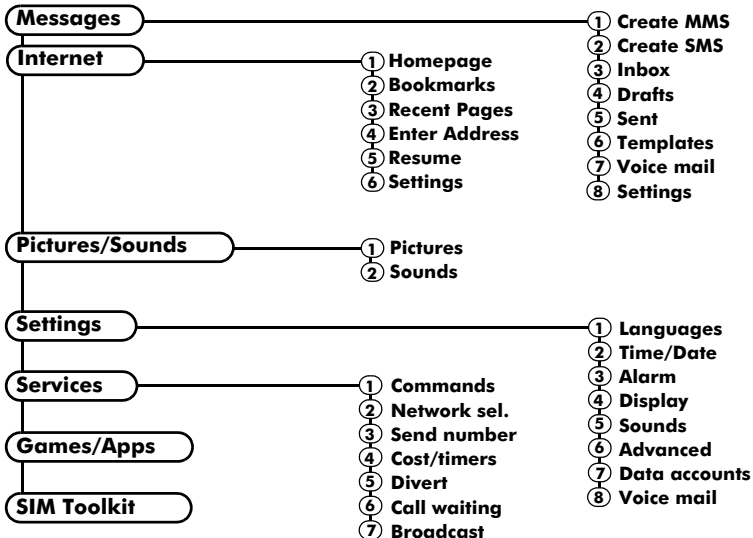 Messages
1 Create MMS
2 Create SMS
3 Inbox
4 Drafts
5 Sent
6 Templates
7 Voice mail
8 Settings
Internet
1 Homepage
2 Bookmarks
3 Recent Pages
4 Enter Address
5 Resume
6 Settings
Pictures/Sounds
1 Pictures
2 Sounds
Settings
1 Languages
2 Time/Date
3 Alarm
4 Display
5 Sounds
6 Advanced
7 Data accounts
8 Voice mail
Services
1 Commands
2 Network sel.
3 Send number
4 Cost/timers
5 Divert
6 Call waiting
7 Broadcast
Games/Apps
SIM Toolkit